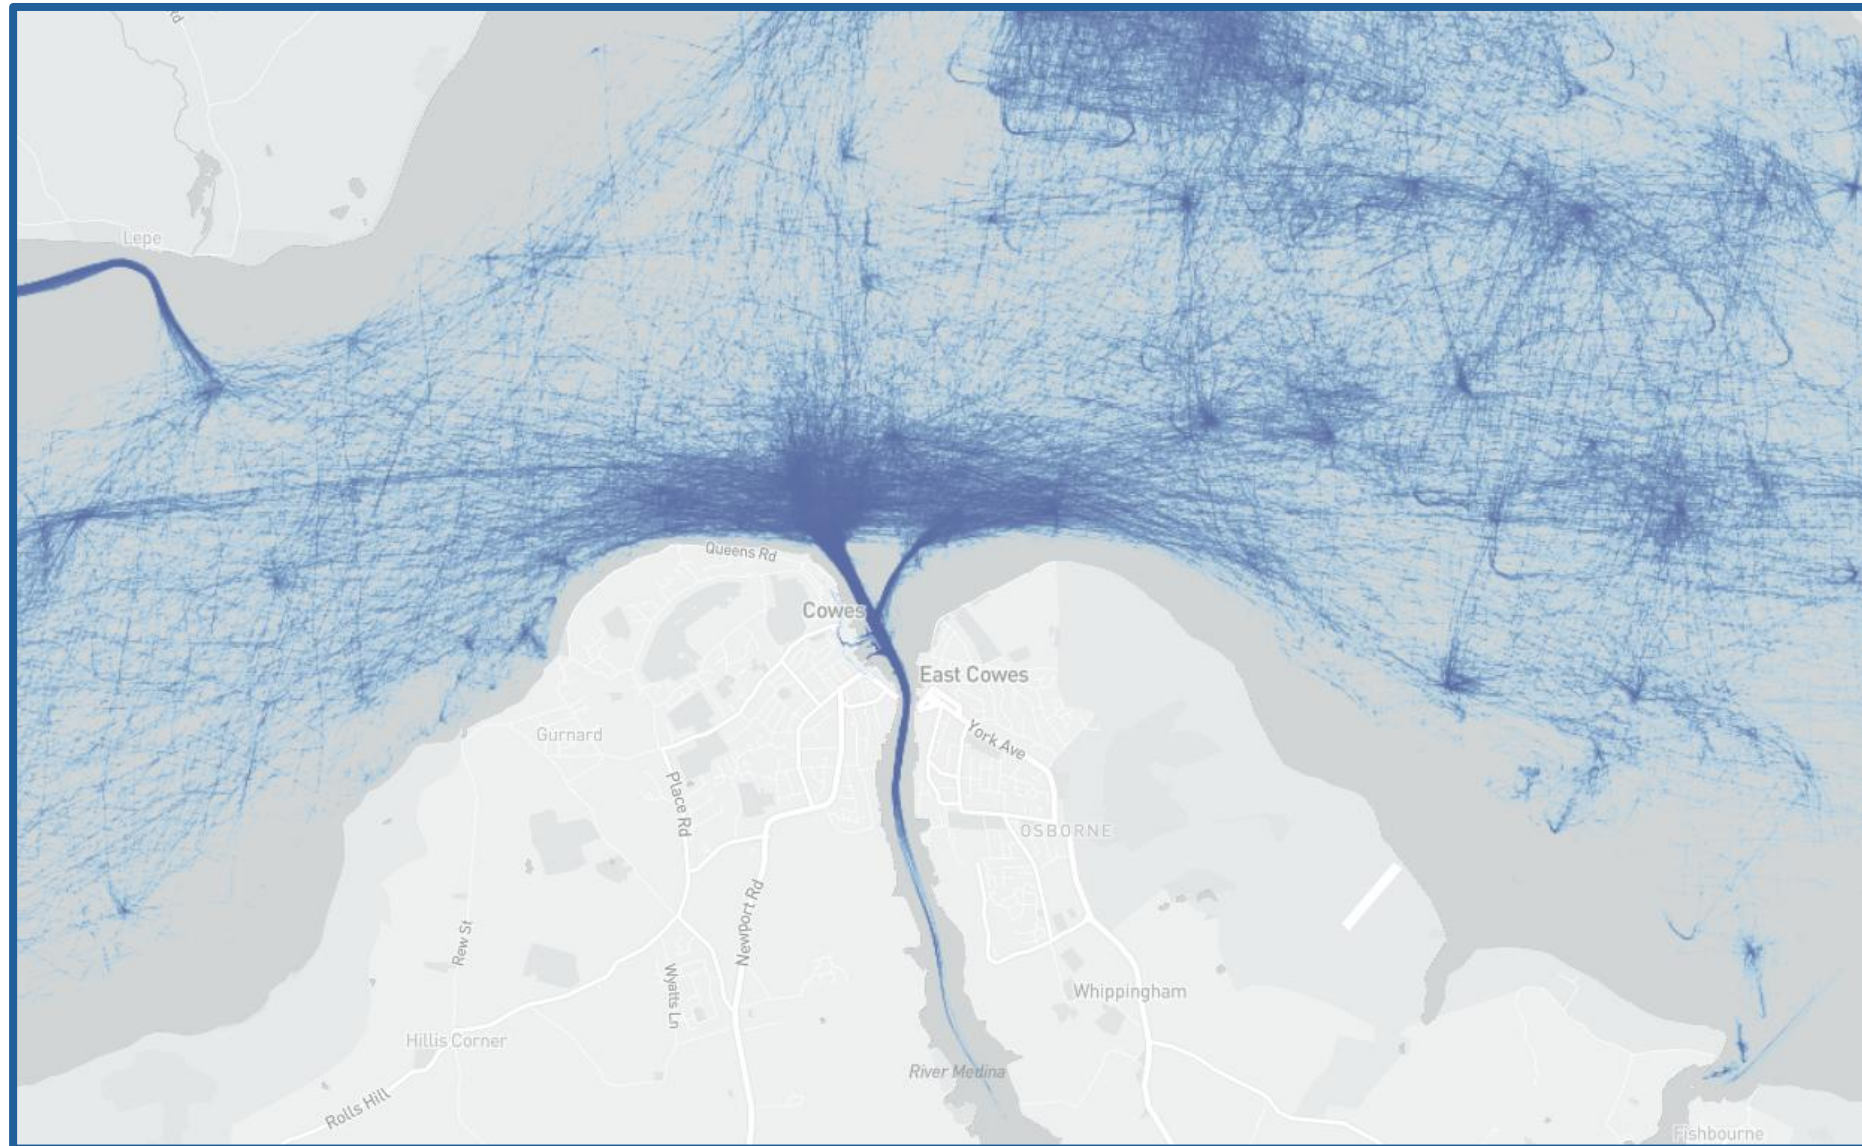 Rd
Lepe
Queens Rd
Cowes
East Cowes
Gurnard
York Ave
Place Rd
OSBORNE
Newport Rd
Rew St
Wyatts Ln
Whippingham
Hillis Corner
River Medina
Rolls Hill
Fishbourne